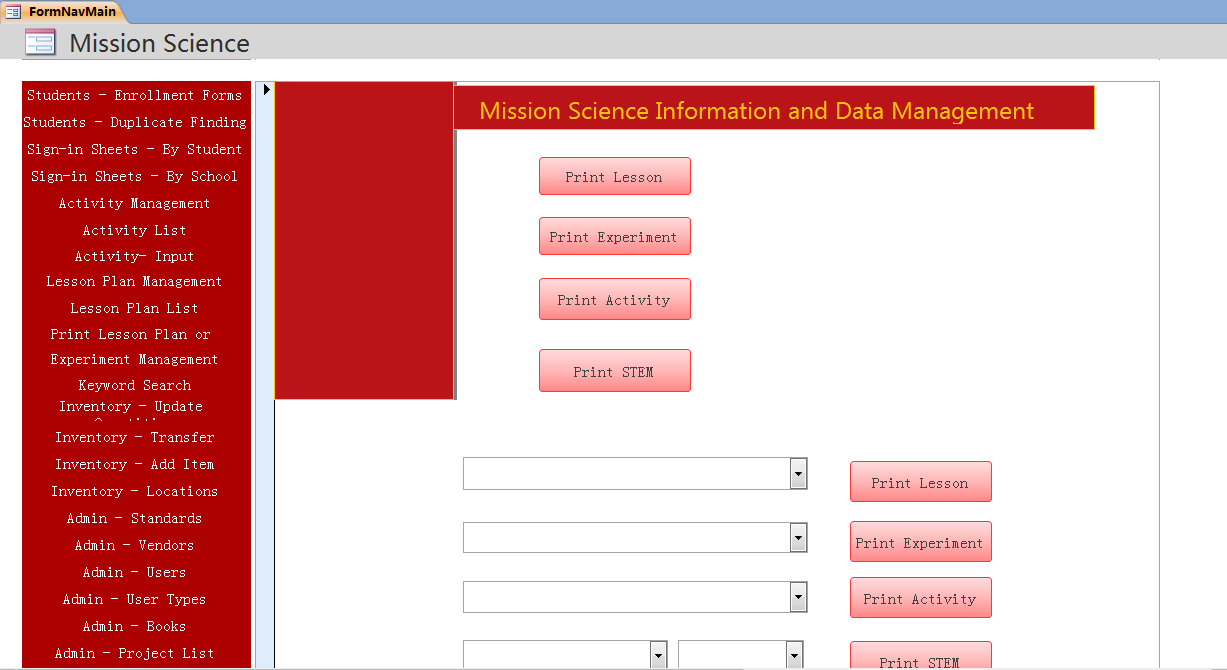 FormNavMain
Mission Science
Students - Enrollment Forms
Students - Duplicate Finding
Sign-in Sheets - By Student
Sign-in Sheets - By School
Activity Management
Activity List
Activity- Input
Lesson Plan Management
Lesson Plan List
Print Lesson Plan or
Experiment Management
Keyword Search
Inventory - Update
Inventory - Transfer
Inventory - Add Item
Inventory - Locations
Admin - Standards
Admin - Vendors
Admin - Users
Admin - User Types
Admin - Books
Admin - Project List
Mission Science Information and Data Management
Print Lesson
Print Experiment
Print Activity
Print STEM
Print Lesson
Print Experiment
Print Activity
Print STEM